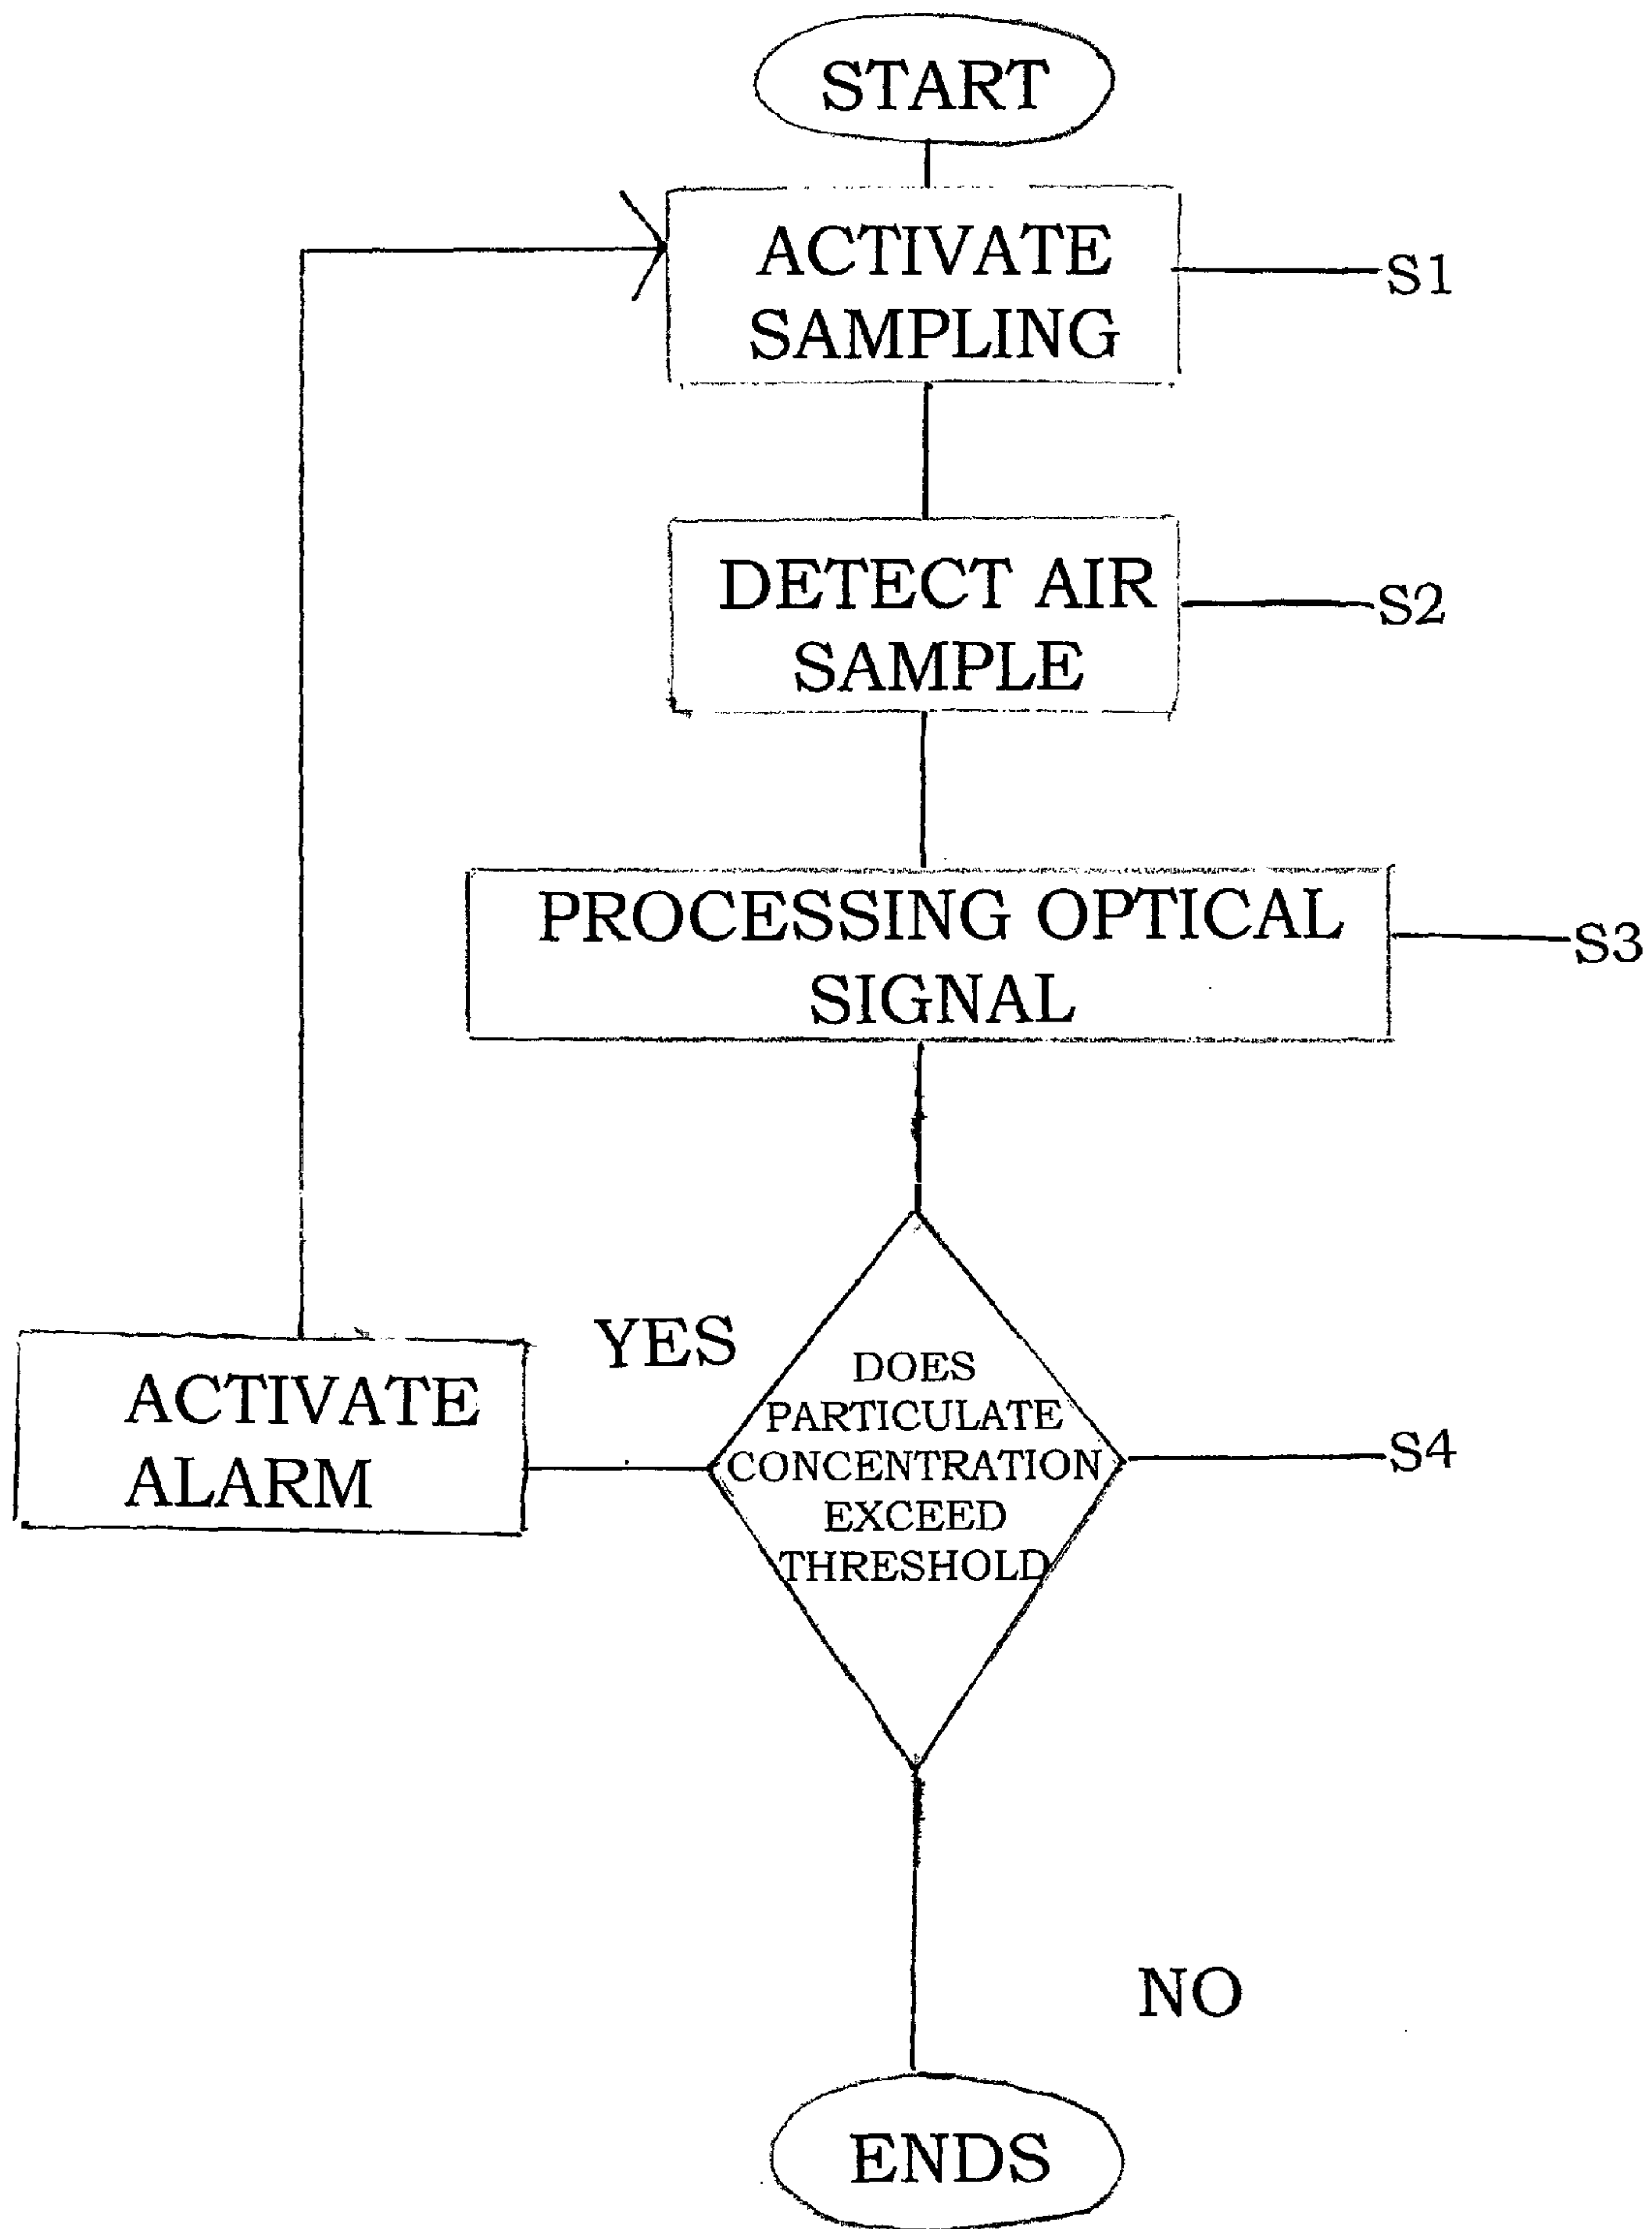 START
ACTIVATE
SAMPLING
S1
DETECT AIR
SAMPLE
S2
PROCESSING OPTICAL
SIGNAL
S3
YES
DOES
PARTICULATE
CONCENTRATION
EXCEED
THRESHOLD
S4
ACTIVATE
ALARM
NO
ENDS